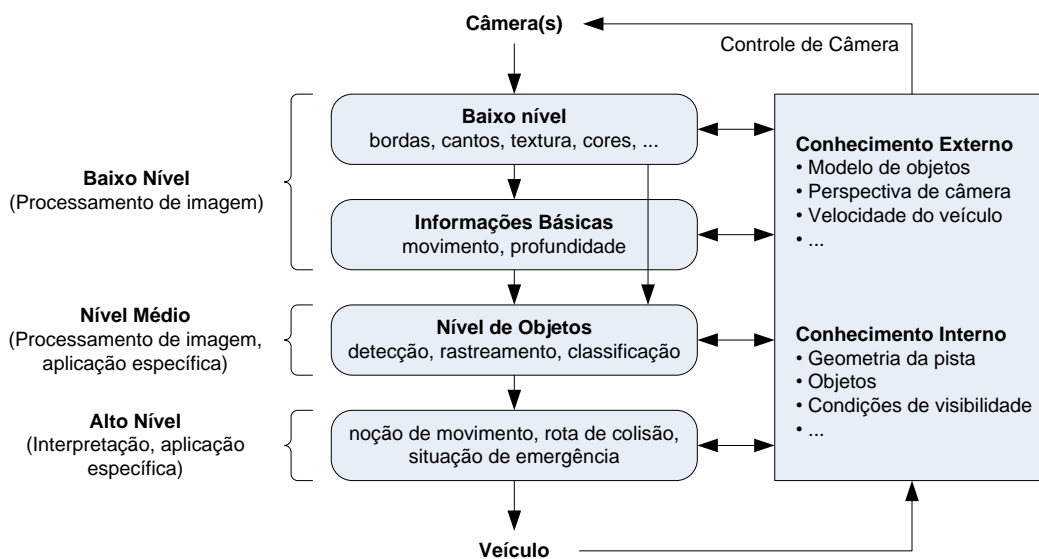 Câmera(s)
Controle de Câmera
Baixo Nível
(Processamento de imagem)
Baixo nível
bordas, cantos, textura, cores, ...
Informações Básicas
movimento, profundidade
Nível Médio
(Processamento de imagem,
aplicação específica)
Nível de Objetos
detecção, rastreamento, classificação
Alto Nível
(Interpretação, aplicação
específica)
noção de movimento, rota de colisão,
situação de emergência
Conhecimento Externo
• Modelo de objetos
• Perspectiva de câmera
• Velocidade do veículo
• ...
Conhecimento Interno
• Geometria da pista
• Objetos
• Condições de visibilidade
• ...
Veículo